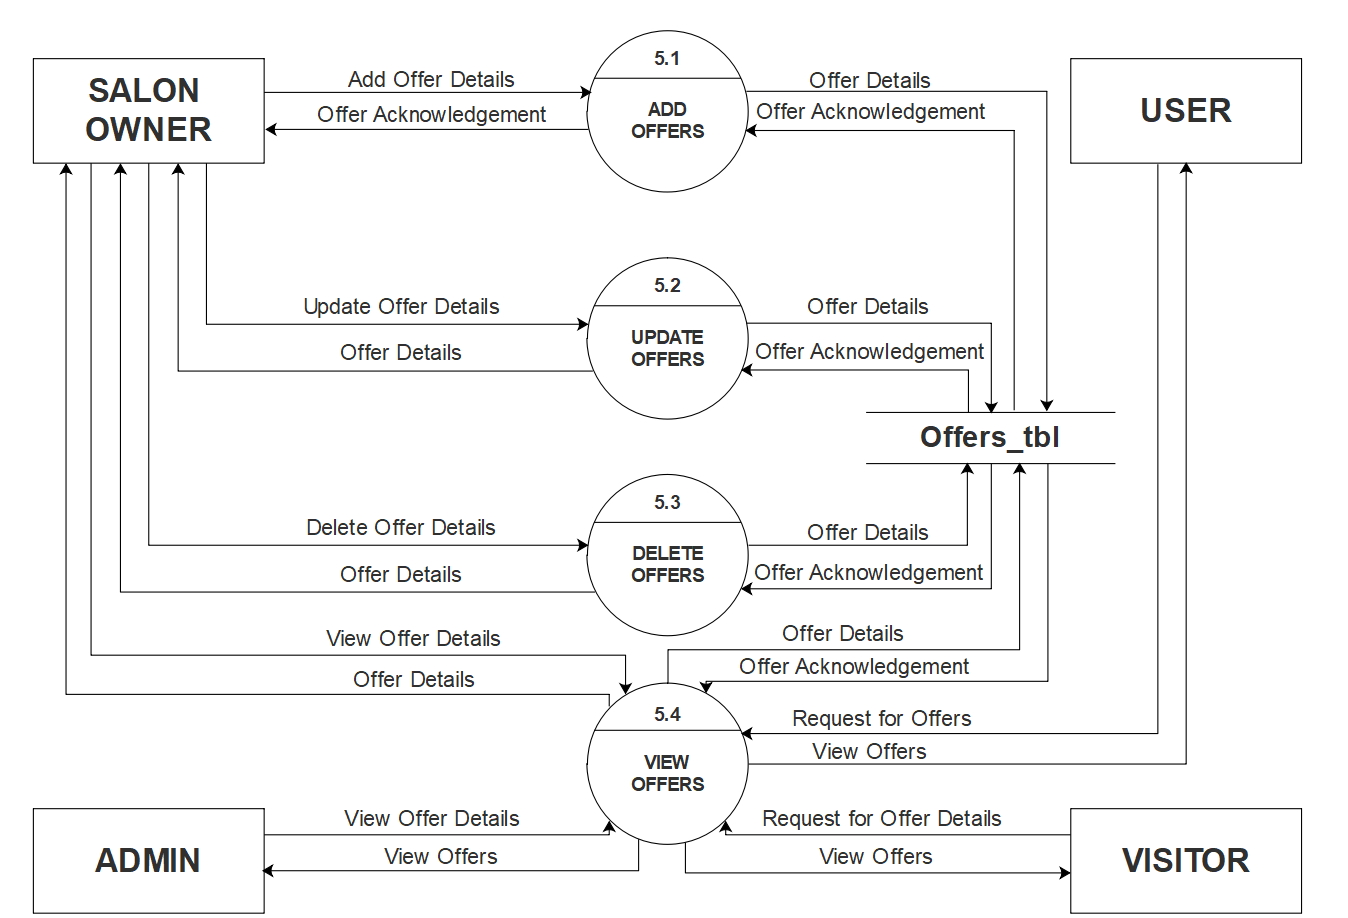 5.1
SALON
OWNER
Add Offer Details
Offer Acknowledgement
ADD
OFFERS
Offer Details
Offer Acknowledgement
USER
5.2
Update Offer Details
Offer Details
UPDATE
OFFERS
Offer Details
Offer Acknowledgement
Offers_tbl
5.3
Delete Offer Details
Offer Details
DELETE
OFFERS
Offer Details
Offer Acknowledgement
View Offer Details
Offer Details
Offer Details
Offer Acknowledgement
5.4
VIEW
OFFERS
Request for Offers
View Offers
ADMIN
View Offer Details
View Offers
Request for Offer Details
View Offers
VISITOR